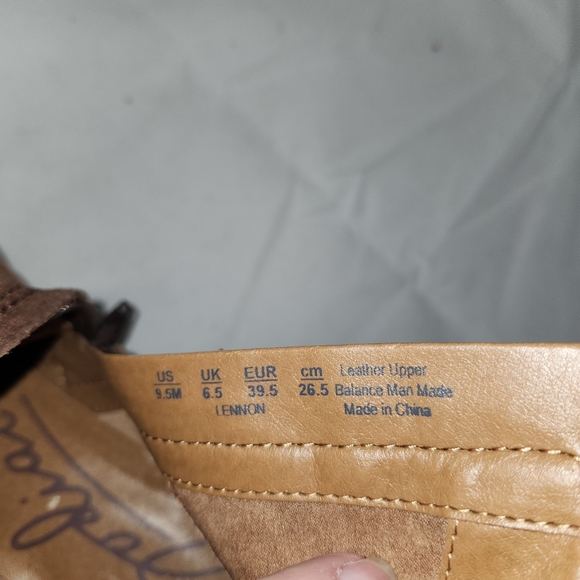 US UK EUR cm Leather Upper
9.5M 6.5 39.5 26.5 Balance Man Made
LENNON Made in China